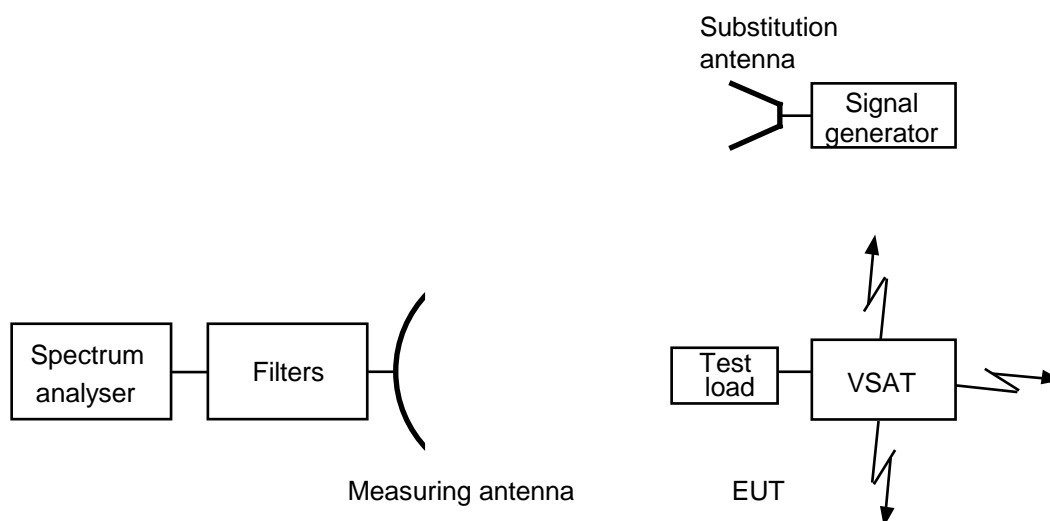 Substitution
antenna
Signal
generator
Spectrum
analyser
Filters
Test
load
VSAT
Measuring antenna
EUT